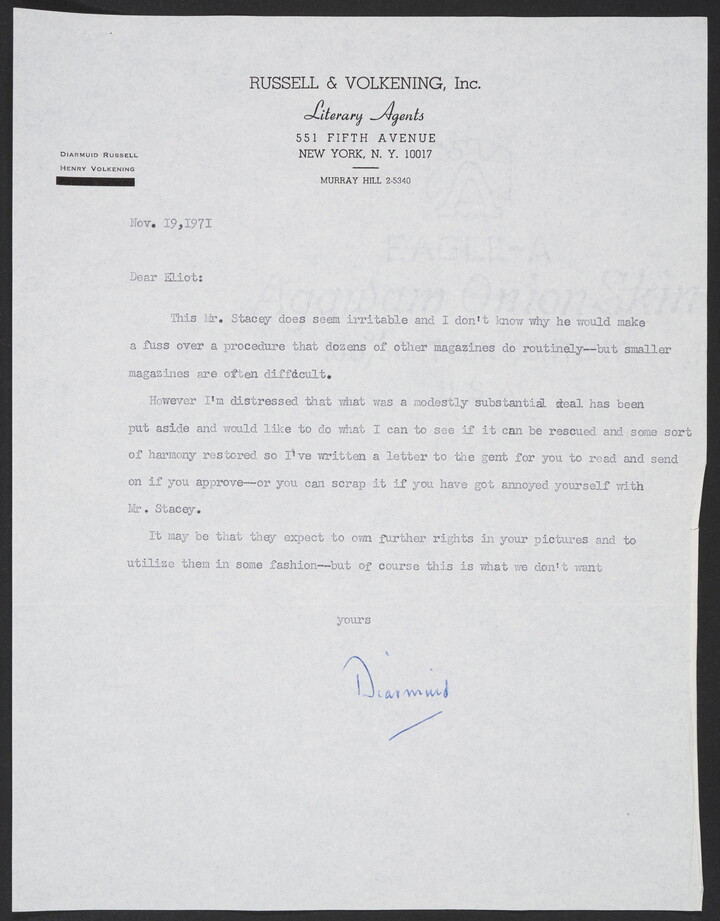 RUSSELL & VOLKENING, Inc.
Literary Agents
551 FIFTH AVENUE
NEW YORK, N. Y. 10017
MURRAY HILL 2-5340
DIARMUID RUSSELL
HENRY VOLKENING
Nov. 19,1971
Dear Eliot:
This Mr. Stacey does seem irritable and I don't know why he would make
a fuss over a procedure that dozens of other magazines do routinely--but smaller
magazines are often difficult.
However I'm distressed that what was a modestly substantial deal has been
put aside and would like to do what I can to see if it can be rescued and some sort
of harmony restored so I've written a letter to the gent for you to read and send
on if you approve--or you can scrap it if you have got annoyed yourself with
Mr. Stacey.
It may be that they expect to own further rights in your pictures and to
utilize them in some fashion--but of course this is what we don't want
yours
Diarmuid
EAGLE-A
Agawam Onion Skin